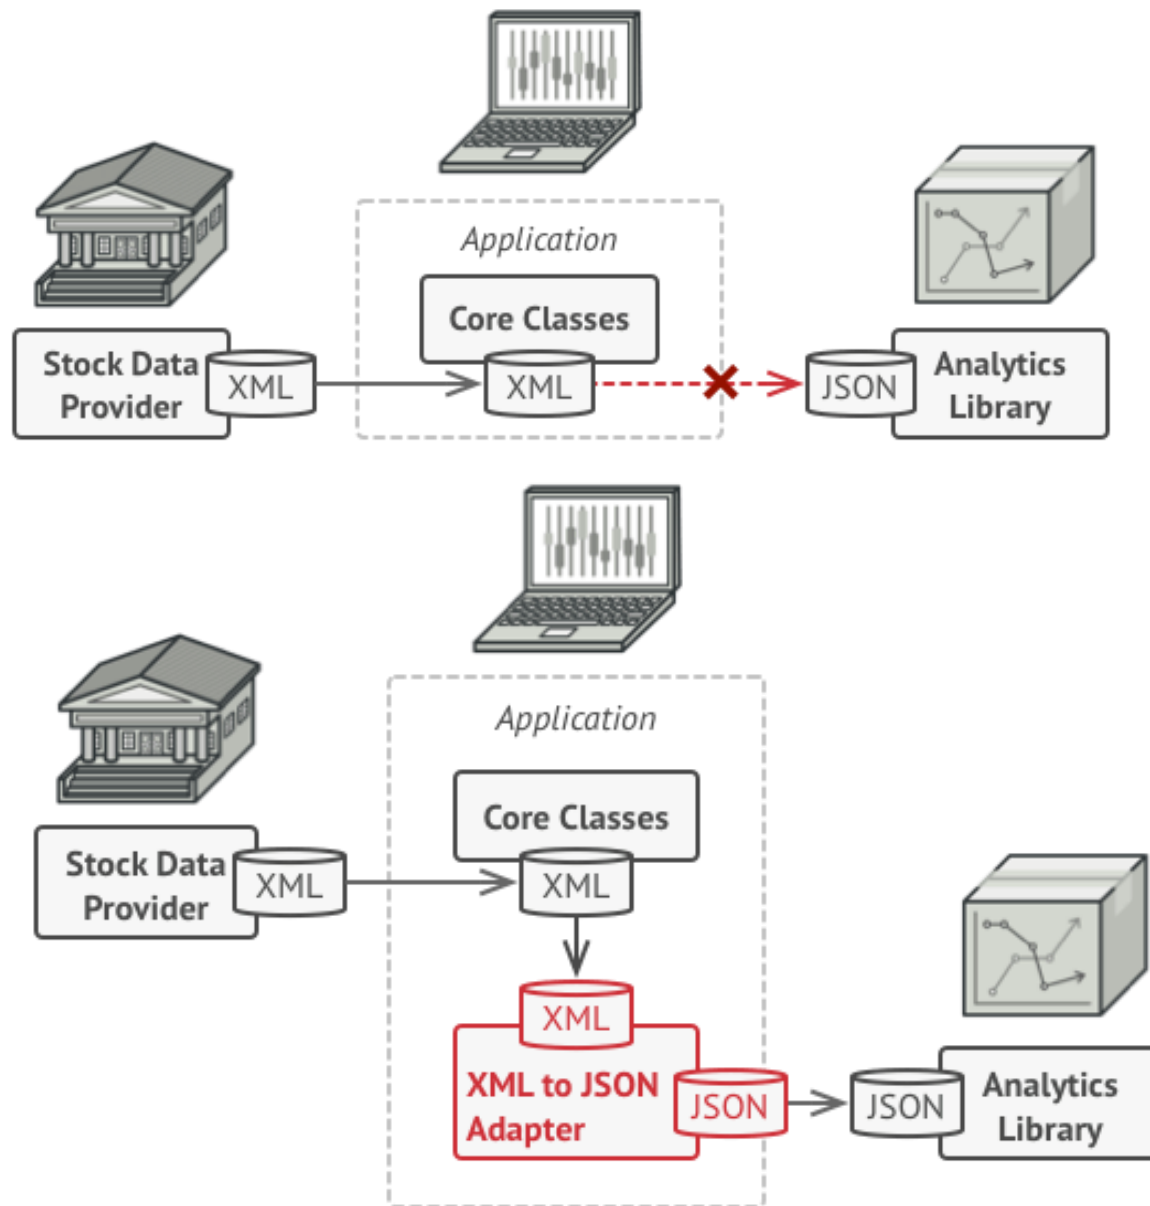 Application
Core Classes
Stock Data
Provider
XML
XML
JSON
Analytics
Library
Application
Core Classes
Stock Data
Provider
XML
XML
XML
XML to JSON
Adapter
JSON
JSON
Analytics
Library